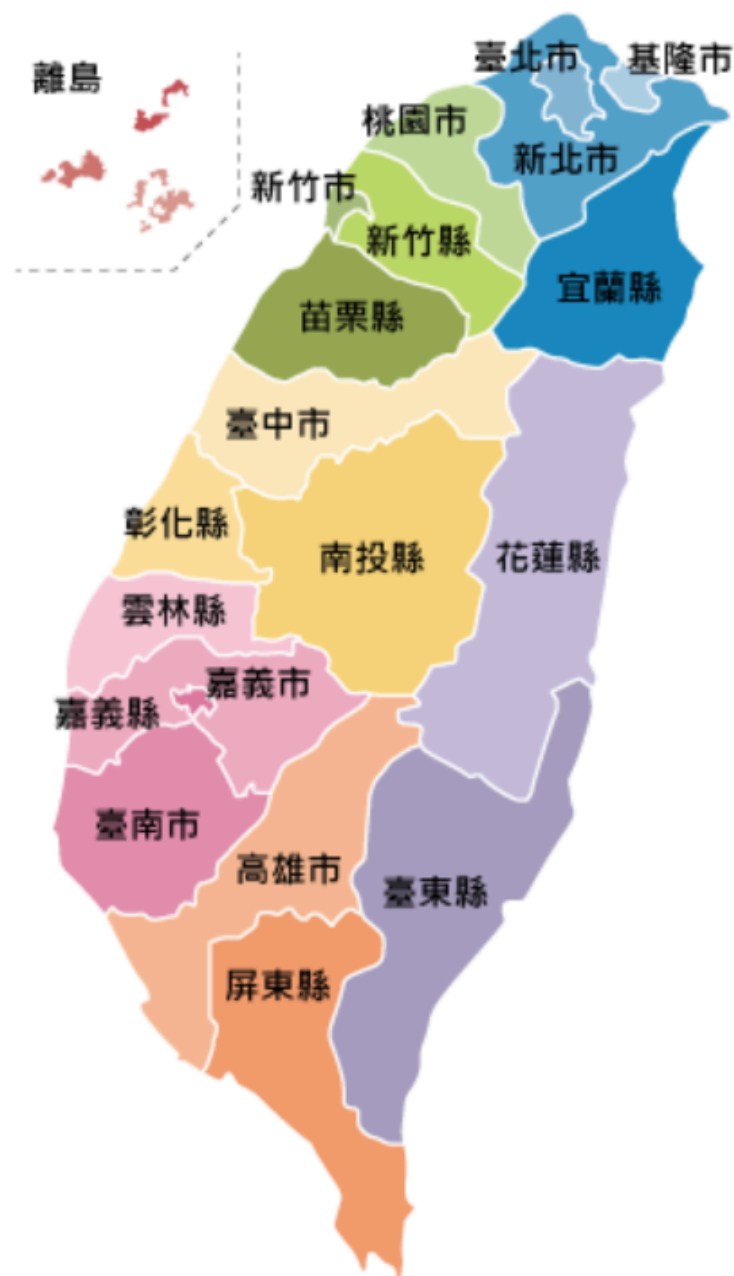 離島
臺北市
基隆市
桃園市
新北市
新竹市
新竹縣
宜蘭縣
苗栗縣
臺中市
彰化縣
南投縣
花蓮縣
雲林縣
嘉義市
嘉義縣
臺南市
高雄市
臺東縣
屏東縣